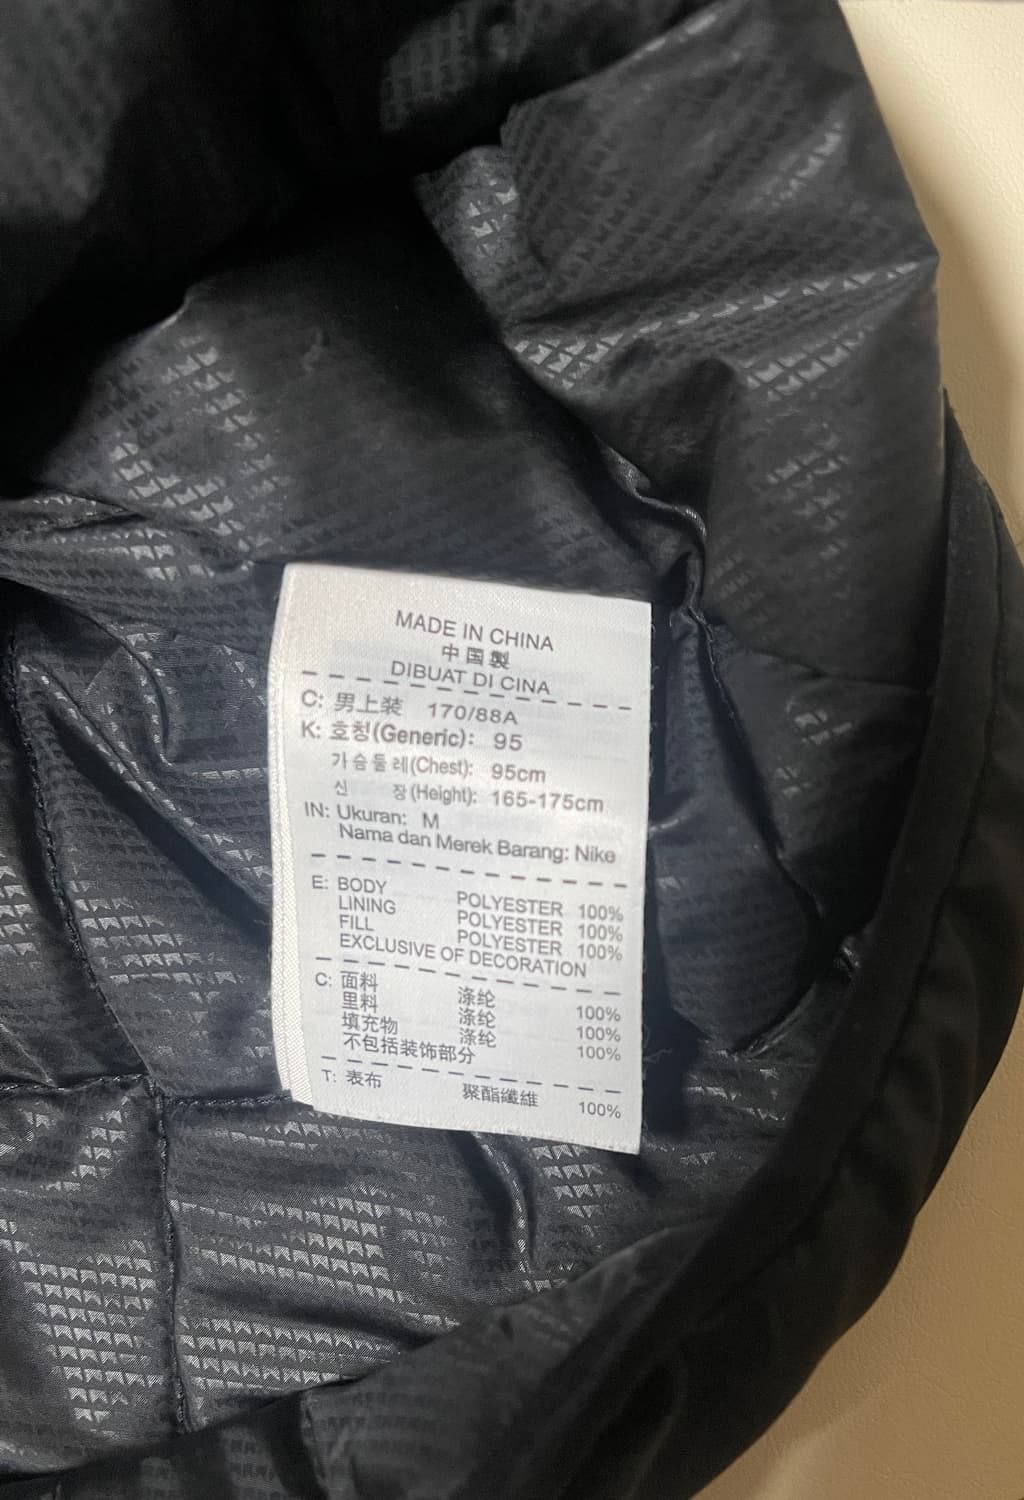 MADE IN CHINA
中国製
DIBUAT DI CINA
C: 男上装 170/88A
K: 호칭(Generic): 95
가슴둘레(Chest): 95cm
신 장(Height): 165-175cm
IN: Ukuran: M
Nama dan Merek Barang: Nike
E: BODY POLYESTER 100%
LINING POLYESTER 100%
FILL POLYESTER 100%
EXCLUSIVE OF DECORATION
C: 面料 涤纶 100%
里料 涤纶 100%
填充物 涤纶 100%
不包括装饰部分
T: 表布 聚酯纖維 100%